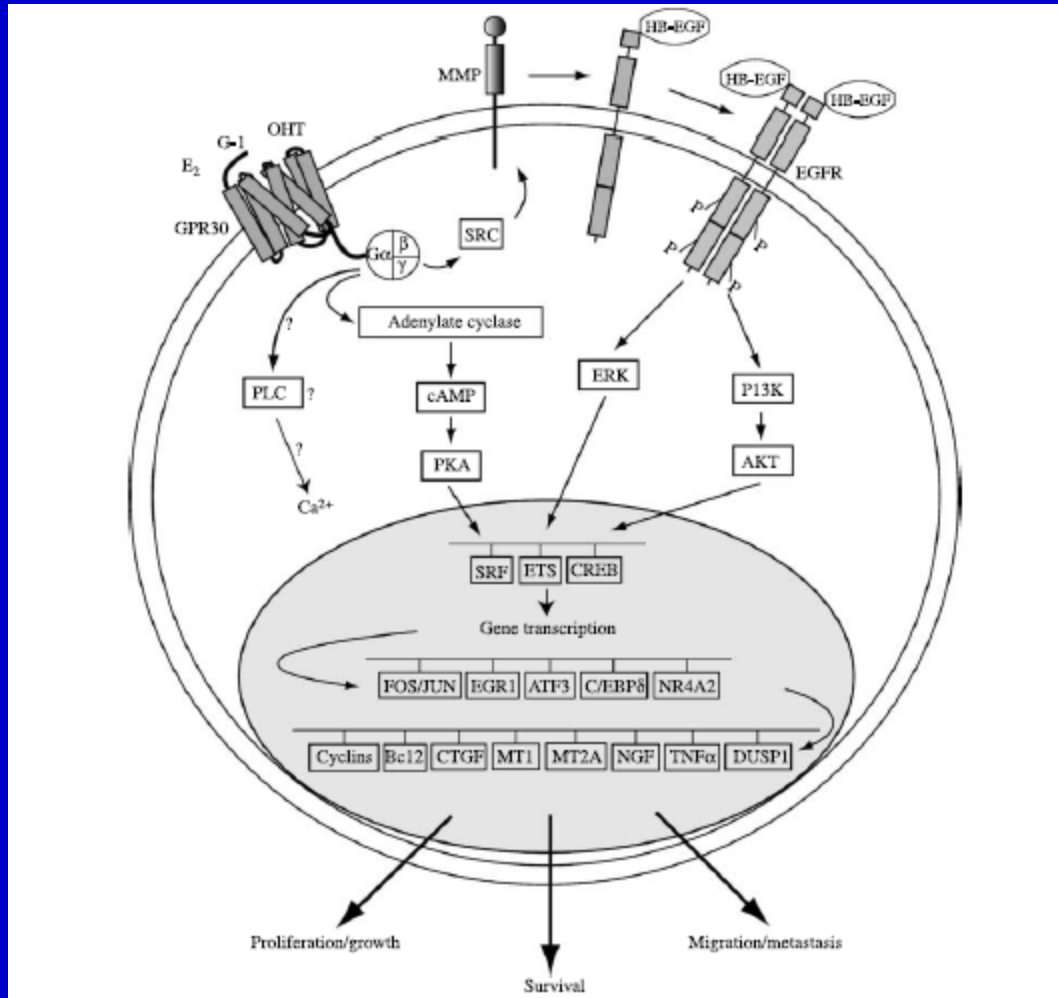 HB-EGF
MMP
HB-EGF
HB-EGF
OHT
G-1
E2
EGFR
GPR30
P
P
P
P
SRC
Gα
β
γ
?
Adenylate cyclase
PLC
?
cAMP
ERK
P13K
?
PKA
AKT
Ca2+
SRF ETS CREB
Gene transcription
FOS/JUN EGR1 ATF3 C/EBPδ NR4A2
Cyclins Bc12 CTGF MT1 MT2A NGF TNFα DUSP1
Proliferation/growth
Migration/metastasis
Survival